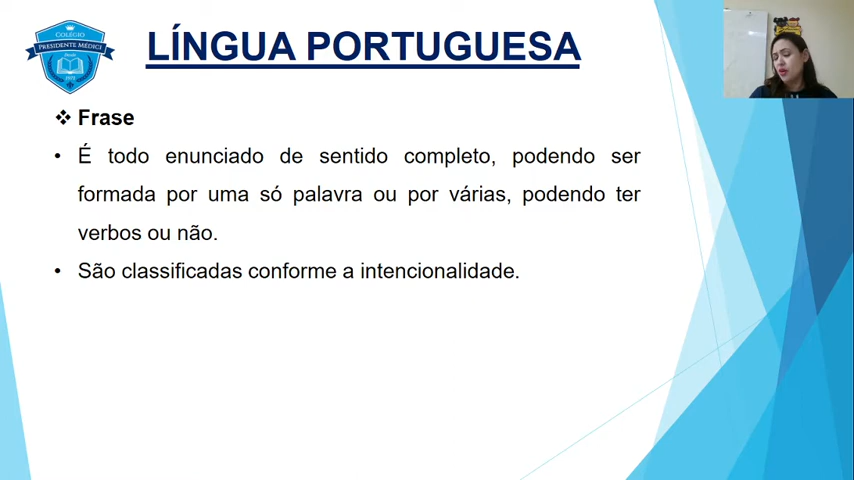 COLÉGIO
PRESIDENTE MÉDICI
LÍNGUA PORTUGUESA
❖ Frase
• É todo enunciado de sentido completo, podendo ser
formada por uma só palavra ou por várias, podendo ter
verbos ou não.
• São classificadas conforme a intencionalidade.